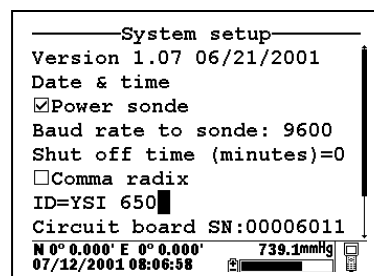 System setup
Version 1.07 06/21/2001
Date & time
☑Power sonde
Baud rate to sonde: 9600
Shut off time (minutes)=0
☐Comma radix
ID=YSI 650
Circuit board SN:00006011
N 0° 0.000' E 0° 0.000' 739.1mmHg
07/12/2001 08:06:58